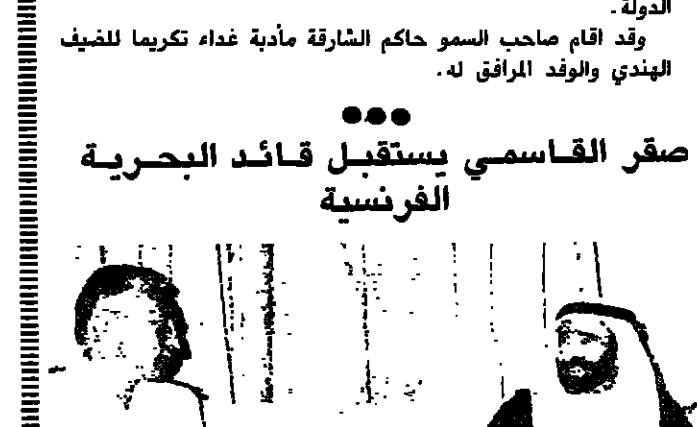 الدولة .
وقد اقام صاحب السمو حاكم الشارقة مأدبة غداء تكريما للضيف
الهندي والوفد المرافق له .
صقر القاسمي يستقبل قائد البحرية
الفرنسية